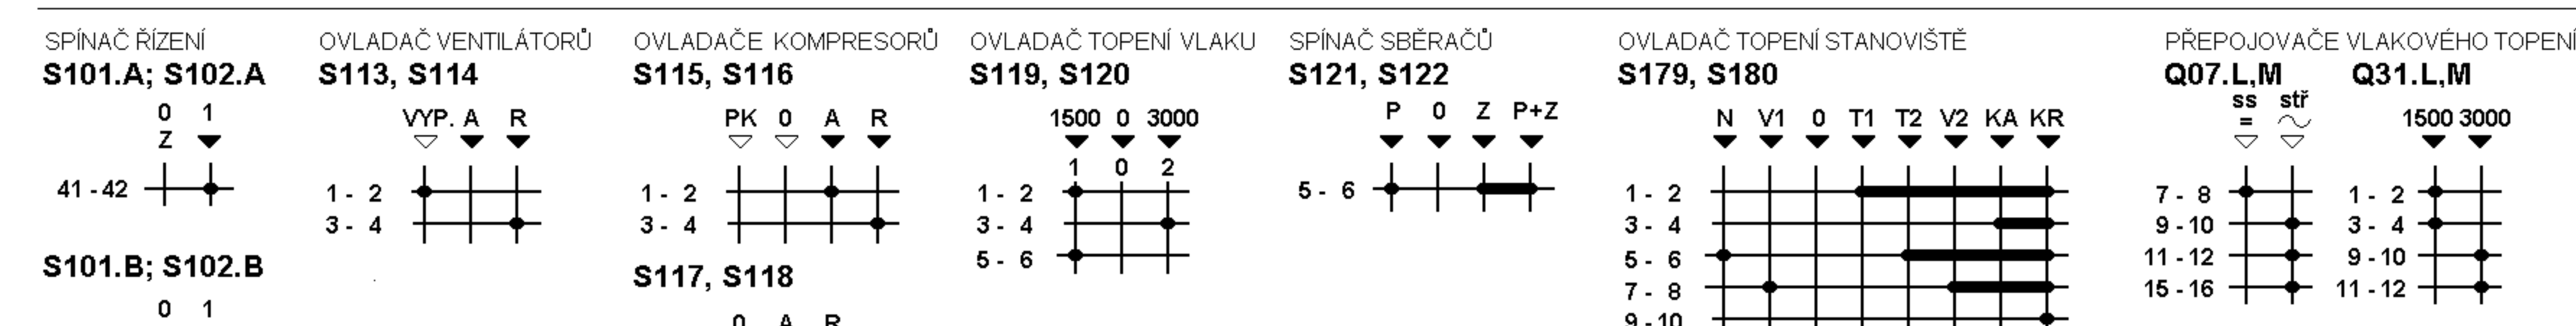 SPÍNAČ ŘÍZENÍ
S101.A; S102.A
0 1
Z
41 - 42
S101.B; S102.B
0 1
OVLADAČ VENTILÁTORŮ
S113, S114
VYP. A R
1 - 2
3 - 4
OVLADAČE KOMPRESORŮ
S115, S116
PK 0 A R
1 - 2
3 - 4
S117, S118
0 A R
OVLADAČ TOPENÍ VLAKU
S119, S120
1500 0 3000
1 0 2
1 - 2
3 - 4
5 - 6
SPÍNAČ SBĚRAČŮ
S121, S122
P 0 Z P+Z
5 - 6
OVLADAČ TOPENÍ STANOVIŠTĚ
S179, S180
N V1 0 T1 T2 V2 KA KR
1 - 2
3 - 4
5 - 6
7 - 8
9 - 10
PŘEPOJOVAČE VLAKOVÉHO TOPENÍ
Q07.L,M Q31.L,M
ss stř
=
7 - 8
9 - 10
11 - 12
15 - 16
1500 3000
1 - 2
3 - 4
9 - 10
11 - 12